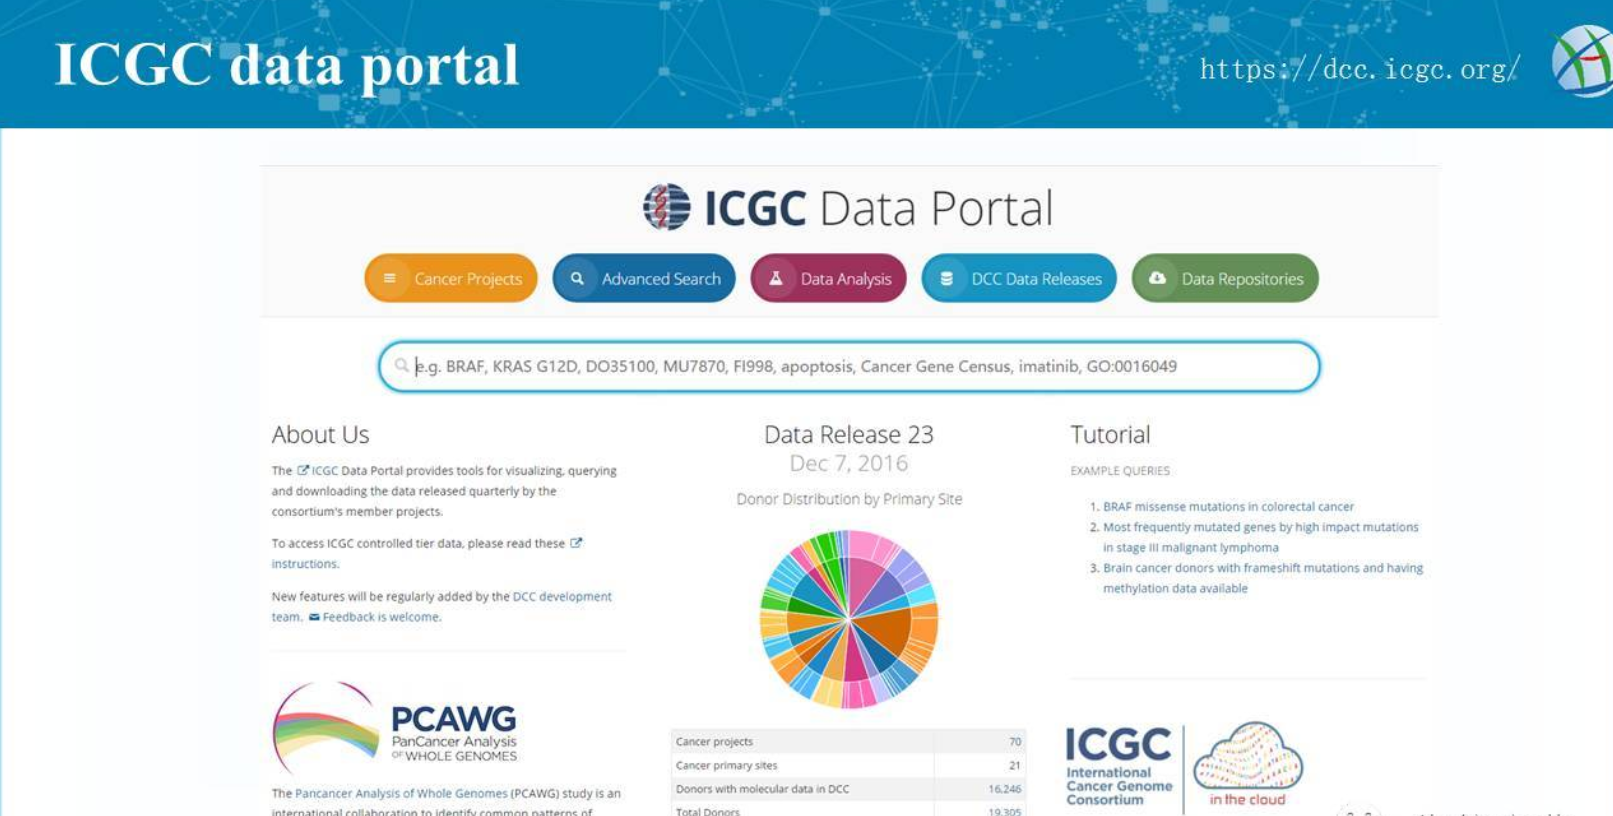 ICGC data portal
https://dcc.icgc.org/
ICGC Data Portal
Cancer Projects
Advanced Search
Data Analysis
DCC Data Releases
Data Repositories
e.g. BRAF, KRAS G12D, DO35100, MU7870, FI998, apoptosis, Cancer Gene Census, imatinib, GO:0016049
About Us
The ICGC Data Portal provides tools for visualizing, querying
and downloading the data released quarterly by the
consortium's member projects.
To access ICGC controlled tier data, please read these
instructions.
New features will be regularly added by the DCC development
team. Feedback is welcome.
PCAWG
PanCancer Analysis
OF WHOLE GENOMES
The Pancancer Analysis of Whole Genomes (PCAWG) study is an
international collaboration to identify common patterns of
Data Release 23
Dec 7, 2016
Donor Distribution by Primary Site
Cancer projects 70
Cancer primary sites 21
Donors with molecular data in DCC 16,246
Total Donors 19,305
Tutorial
EXAMPLE QUERIES
1. BRAF missense mutations in colorectal cancer
2. Most frequently mutated genes by high impact mutations
in stage III malignant lymphoma
3. Brain cancer donors with frameshift mutations and having
methylation data available
ICGC
International
Cancer Genome
Consortium
in the cloud